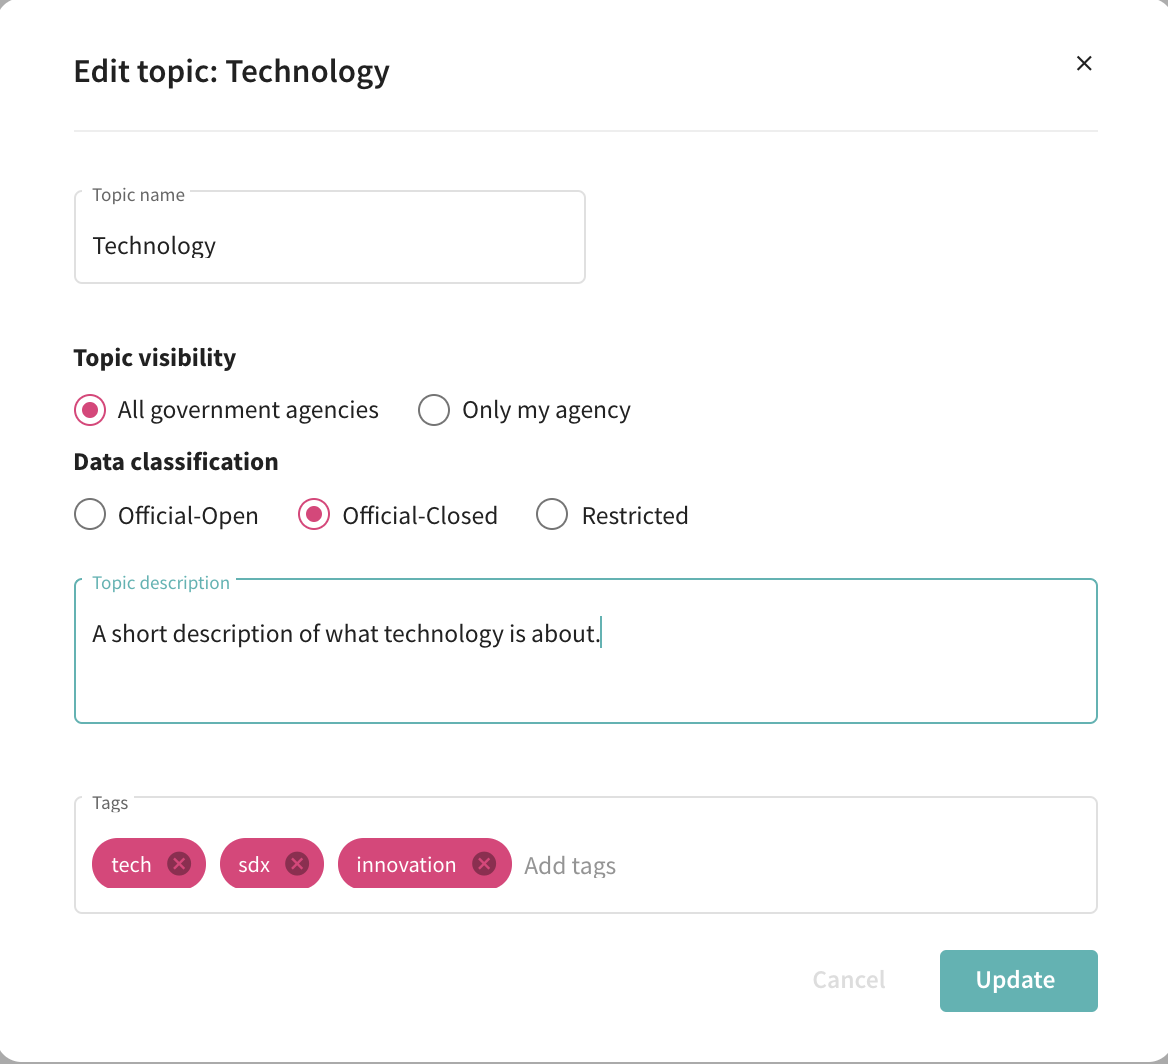 Edit topic: Technology
Topic name
Technology
Topic visibility
All government agencies Only my agency
Data classification
Official-Open Official-Closed Restricted
Topic description
A short description of what technology is about.
Tags
tech sdx innovation Add tags
Cancel Update